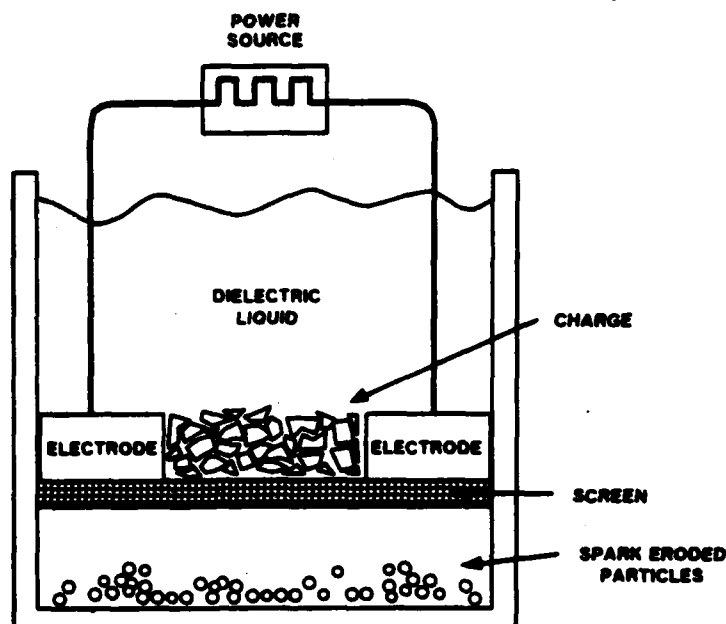 POWER
SOURCE
DIELECTRIC
LIQUID
CHARGE
ELECTRODE
ELECTRODE
SCREEN
SPARK ERODED
PARTICLES